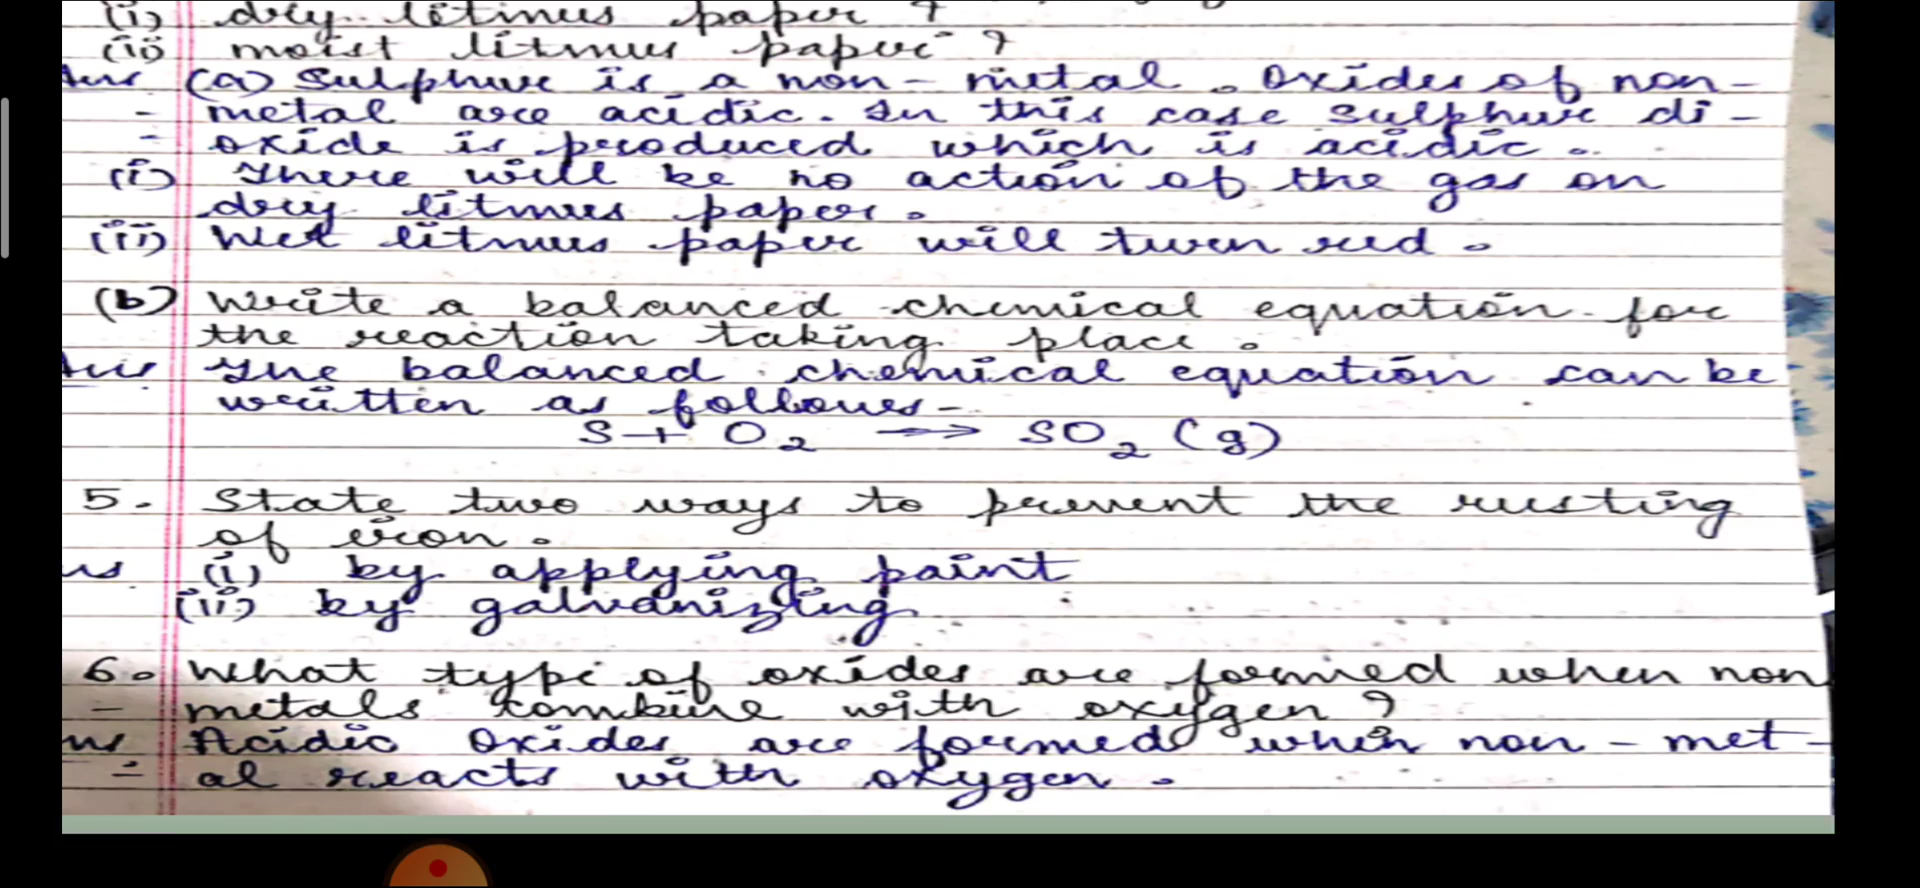 (i) dry litmus paper ?
(ii) moist litmus paper ?
Ans (a) Sulphur is a non - metal . Oxides of non -
- metal are acidic . In this case sulphur di -
- oxide is produced which is acidic .
(i) There will be no action of the gas on
dry litmus paper .
(ii) Wet litmus paper will turn red .
(b) Write a balanced chemical equation for
the reaction taking place .
Ans The balanced chemical equation can be
written as follows -
S + O2 → SO2 (g)
5 . State two ways to prevent the rusting
of iron .
ns (i) by applying paint
(ii) by galvanizing
6 . What type of oxides are formed when non
- metals combine with oxygen ?
ns Acidic Oxides are formed when non - met -
- al reacts with oxygen .